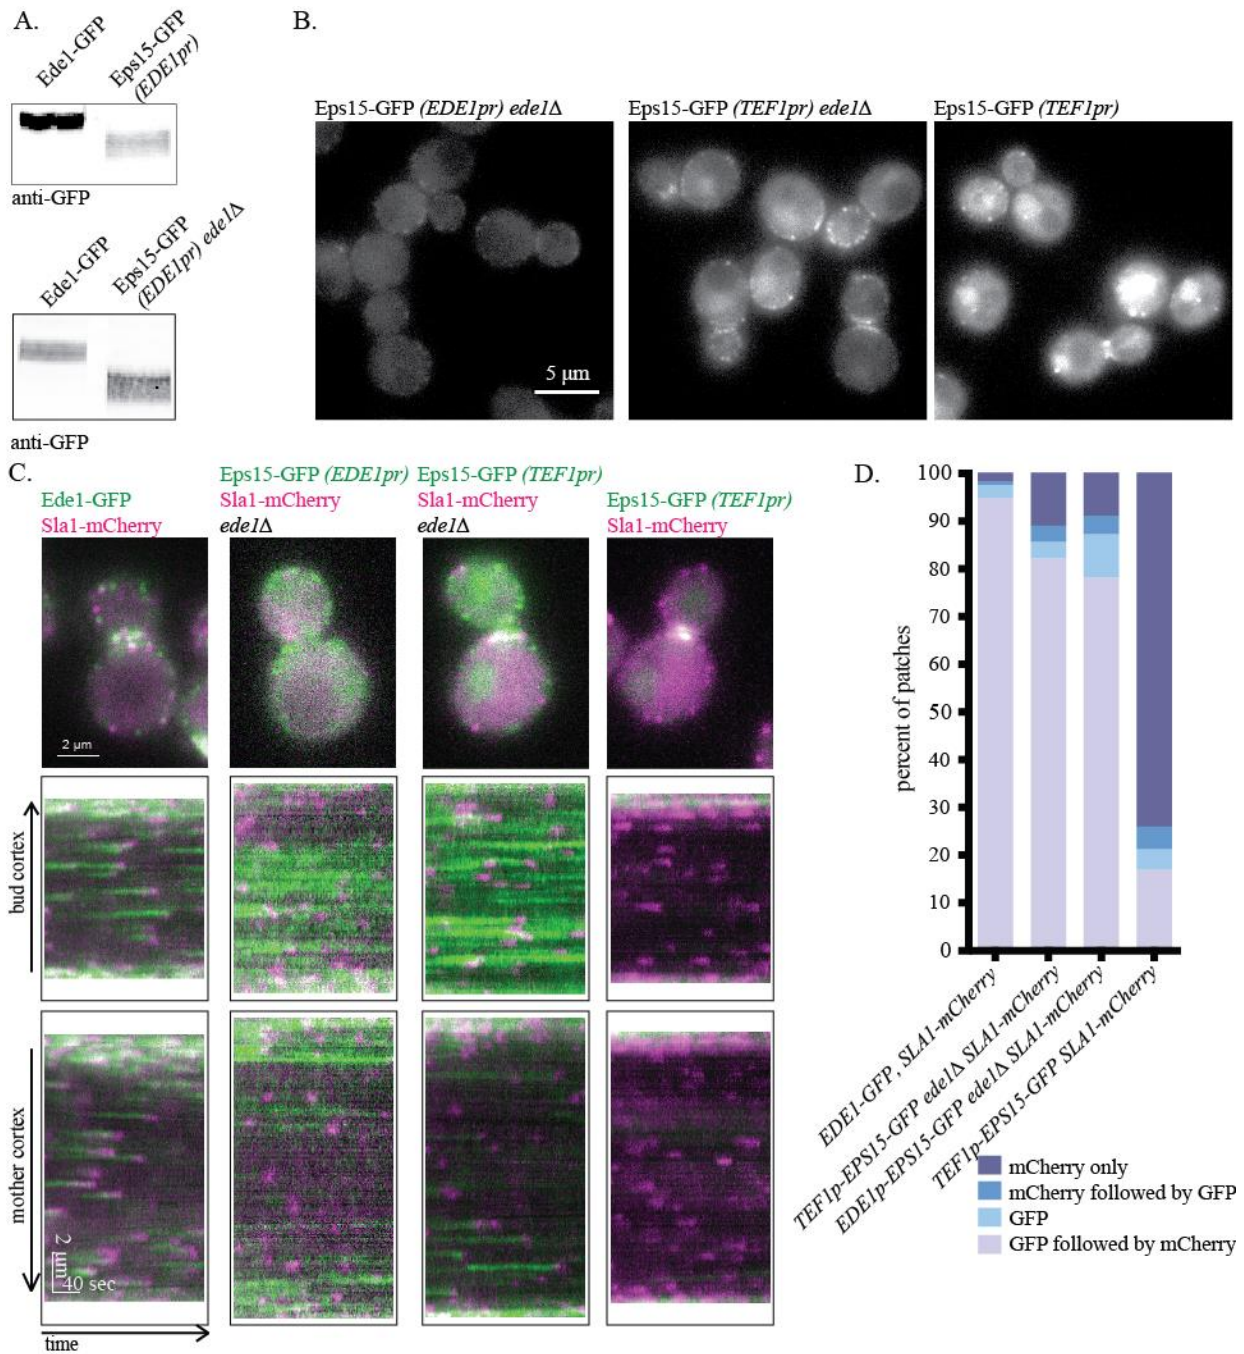 A.
Ede1-GFP
Eps15-GFP
(EDE1pr)
anti-GFP
Ede1-GFP
Eps15-GFP
(EDE1pr) ede1Δ
anti-GFP
B.
Eps15-GFP (EDE1pr) ede1Δ
Eps15-GFP (TEF1pr) ede1Δ
Eps15-GFP (TEF1pr)
5 μm
C.
Ede1-GFP
Sla1-mCherry
Eps15-GFP (EDE1pr)
Sla1-mCherry
ede1Δ
Eps15-GFP (TEF1pr)
Sla1-mCherry
ede1Δ
Eps15-GFP (TEF1pr)
Sla1-mCherry
2 μm
bud cortex
mother cortex
2 μm
40 sec
time
D.
percent of patches
100
90
80
70
60
50
40
30
20
10
0
EDE1-GFP, SLA1-mCherry
TEF1p-EPS15-GFP ede1Δ SLA1-mCherry
EDE1p-EPS15-GFP ede1Δ SLA1-mCherry
TEF1p-EPS15-GFP SLA1-mCherry
mCherry only
mCherry followed by GFP
GFP
GFP followed by mCherry